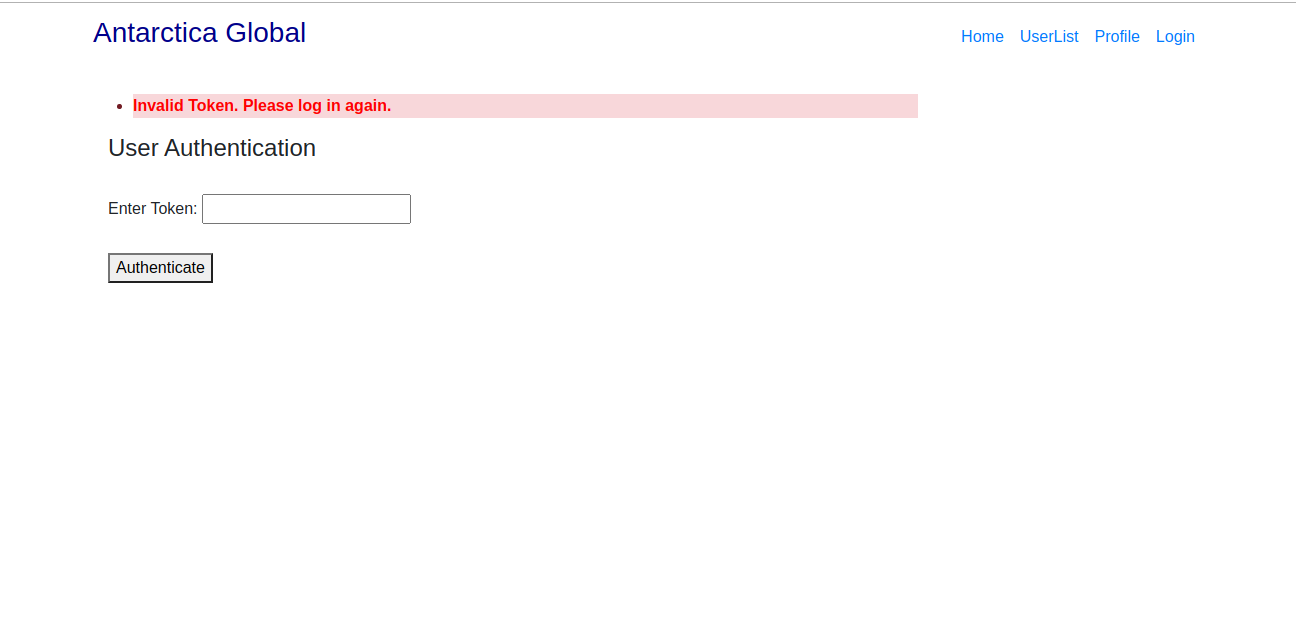 Antarctica Global
Home UserList Profile Login
Invalid Token. Please log in again.
User Authentication
Enter Token:
Authenticate